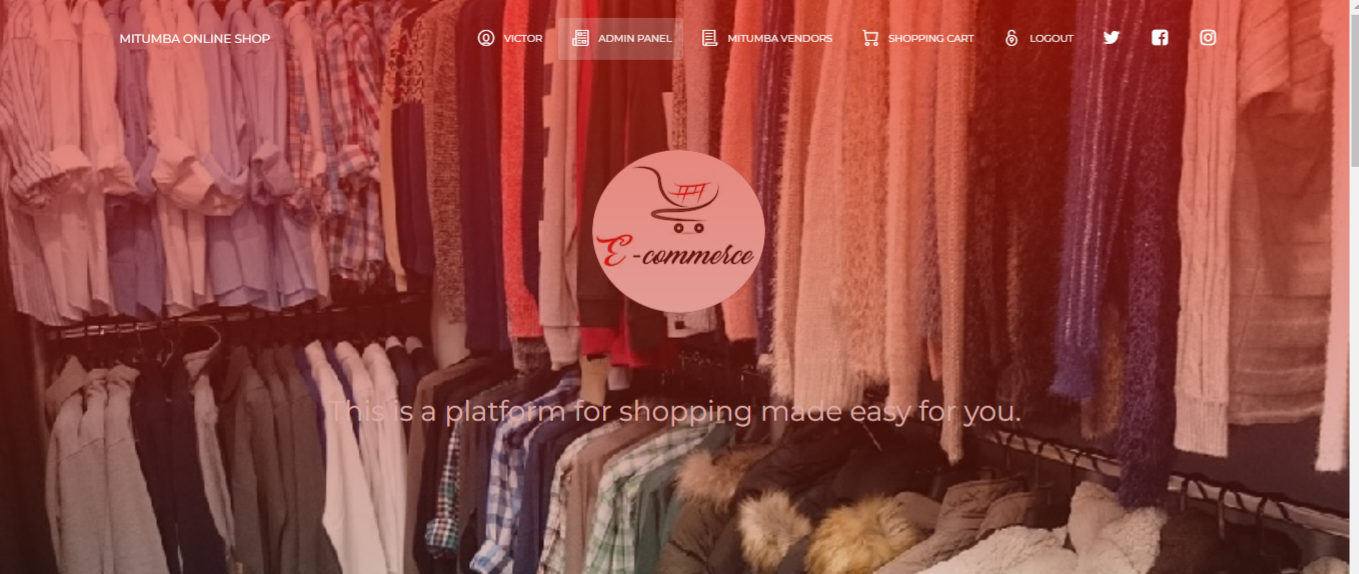 MITUMBA ONLINE SHOP
VICTOR
ADMIN PANEL
MITUMBA VENDORS
SHOPPING CART
LOGOUT
E-commerce
This is a platform for shopping made easy for you.